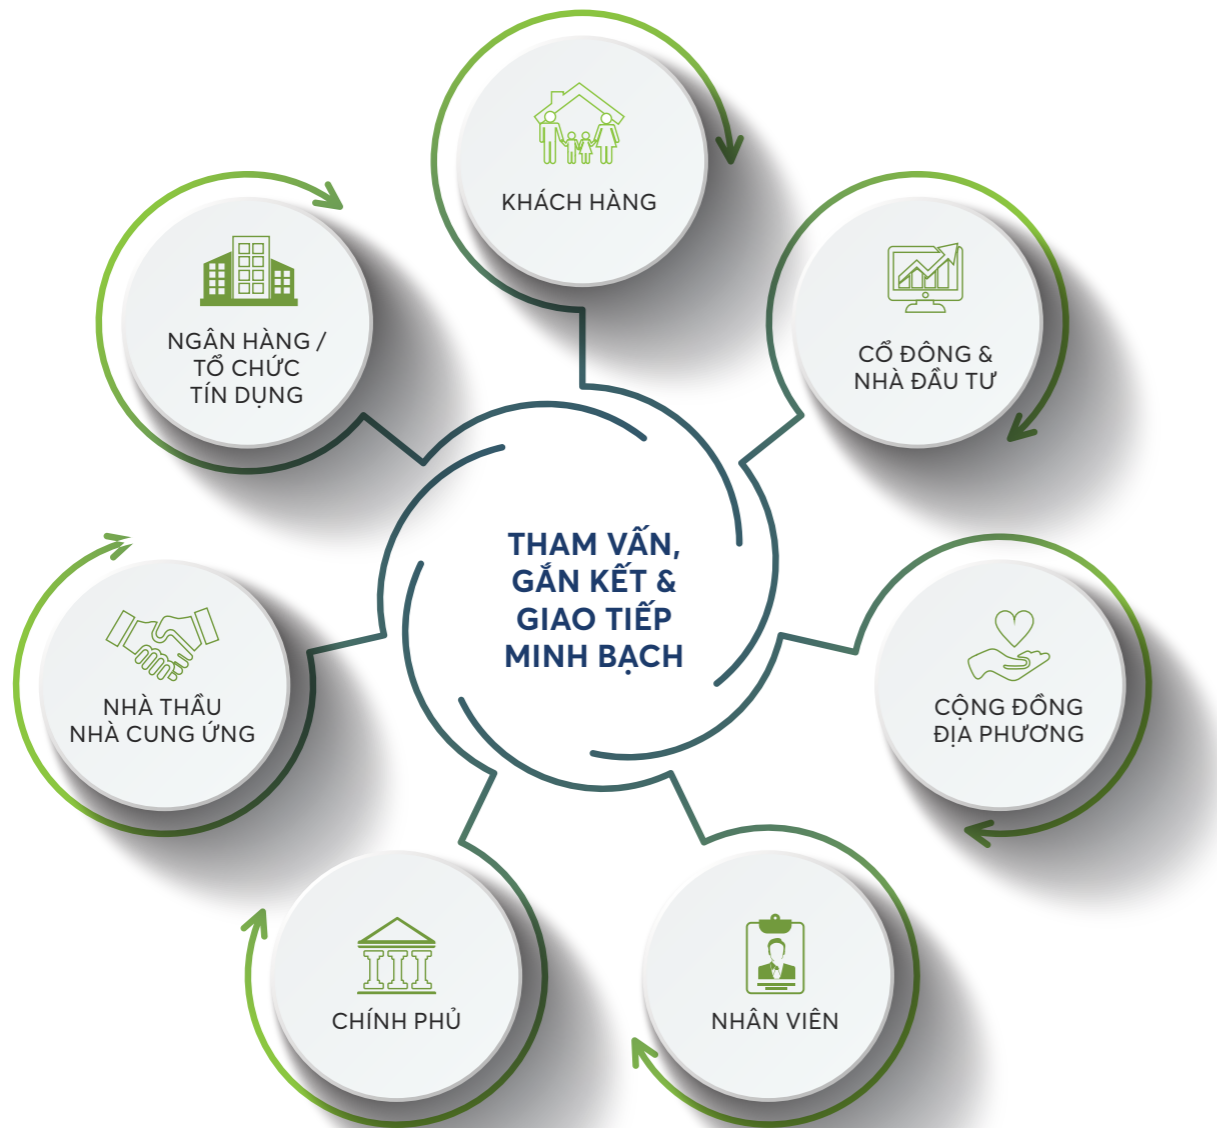 KHÁCH HÀNG
CỔ ĐÔNG &
NHÀ ĐẦU TƯ
CỘNG ĐỒNG
ĐỊA PHƯƠNG
NHÂN VIÊN
CHÍNH PHỦ
NHÀ THẦU
NHÀ CUNG ỨNG
NGÂN HÀNG /
TỔ CHỨC
TÍN DỤNG
THAM VẤN,
GẮN KẾT &
GIAO TIẾP
MINH BẠCH